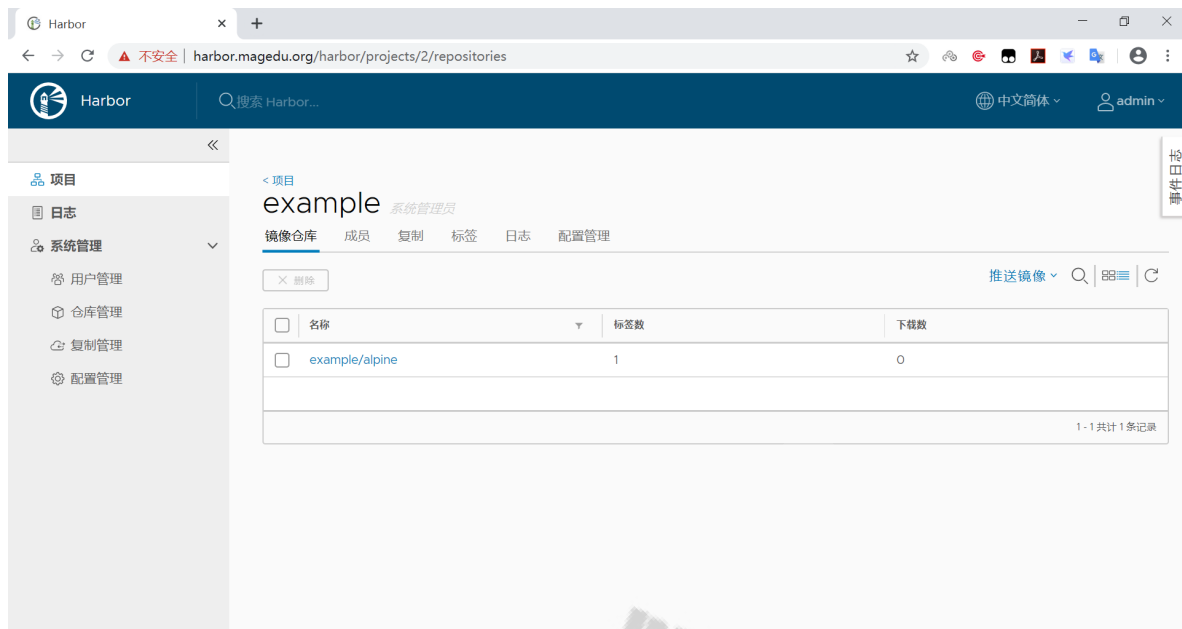 Harbor
不安全 harbor.magedu.org/harbor/projects/2/repositories
Harbor
搜索 Harbor...
中文简体
admin
事件日志
项目
日志
系统管理
用户管理
仓库管理
复制管理
配置管理
< 项目
example 系统管理员
镜像仓库 成员 复制 标签 日志 配置管理
删除
推送镜像
名称 标签数 下载数
example/alpine 1 0
1 - 1 共计 1 条记录